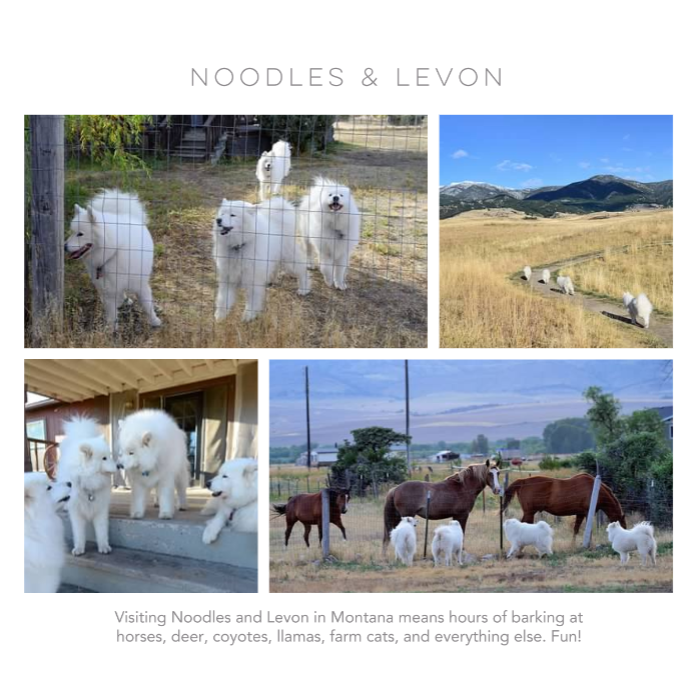 NOODLES & LEVON
Visiting Noodles and Levon in Montana means hours of barking at
horses, deer, coyotes, llamas, farm cats, and everything else. Fun!